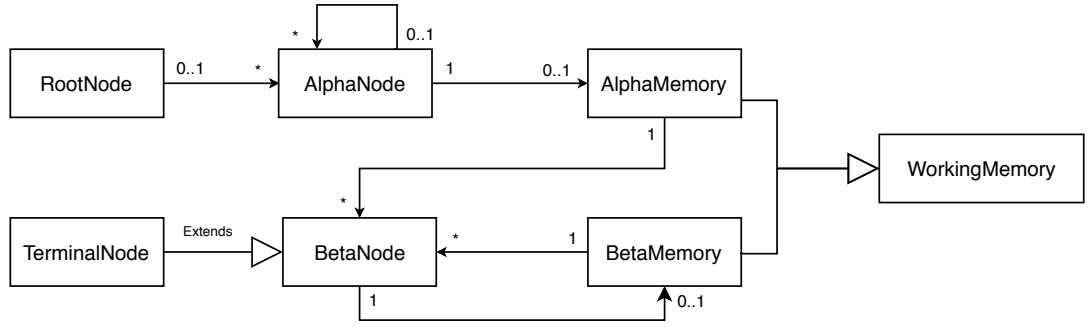 * 0..1
RootNode 0..1 * AlphaNode 1 0..1 AlphaMemory
1
WorkingMemory
*
TerminalNode Extends BetaNode * 1 BetaMemory
1 0..1